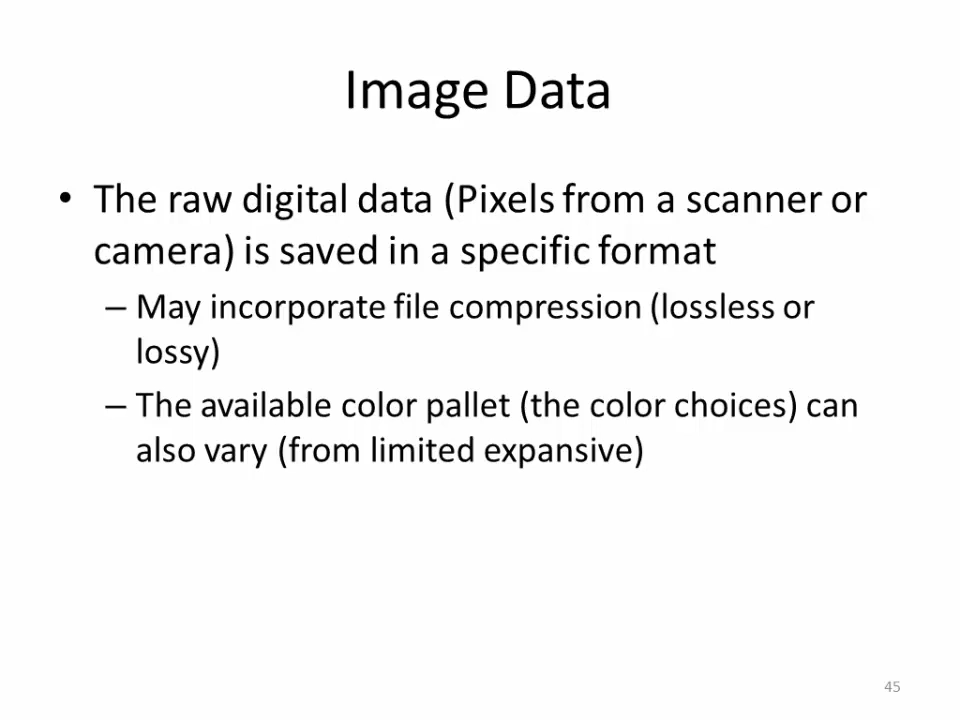 Image Data
• The raw digital data (Pixels from a scanner or
camera) is saved in a specific format
– May incorporate file compression (lossless or
lossy)
– The available color pallet (the color choices) can
also vary (from limited expansive)
45